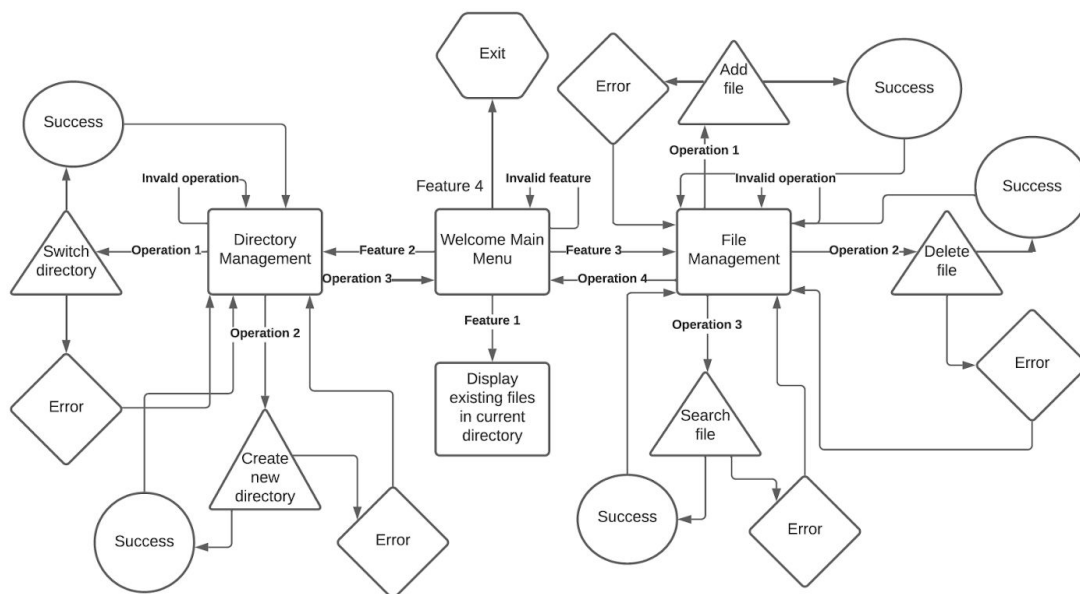 Exit
Error
Add
file
Success
Success
Operation 1
Invalid operation
Feature 4
Invalid feature
Invalid operation
Success
Switch
directory
Operation 1
Directory
Management
Feature 2
Welcome Main
Menu
Feature 3
File
Management
Operation 2
Delete
file
Operation 3
Operation 4
Operation 2
Feature 1
Operation 3
Error
Display
existing files
in current
directory
Error
Search
file
Create
new
directory
Success
Error
Success
Error